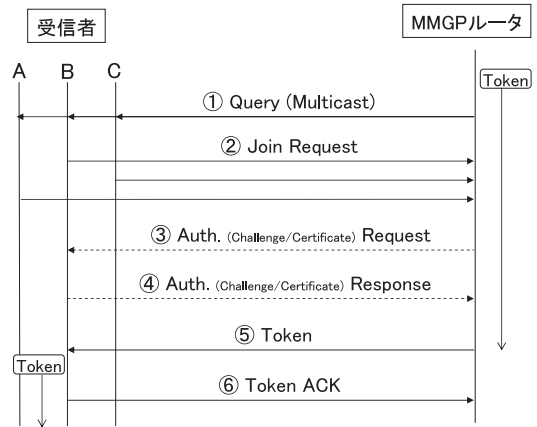 受信者
MMGPルータ
A B C
Token
① Query (Multicast)
② Join Request
③ Auth. (Challenge/Certificate) Request
④ Auth. (Challenge/Certificate) Response
⑤ Token
Token
⑥ Token ACK